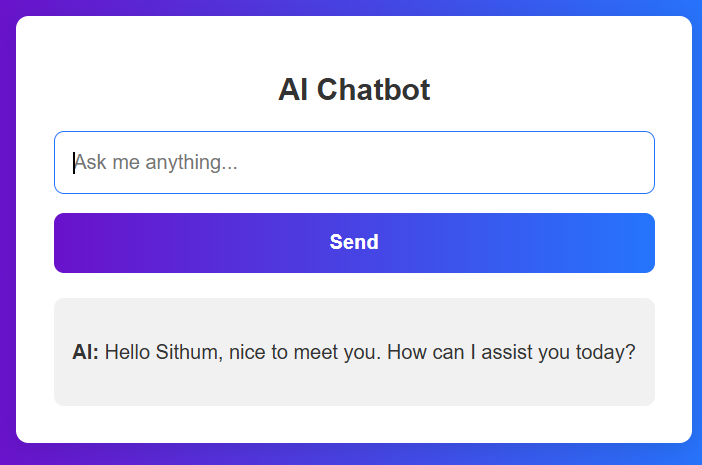 AI Chatbot
Ask me anything...
Send
AI: Hello Sithum, nice to meet you. How can I assist you today?